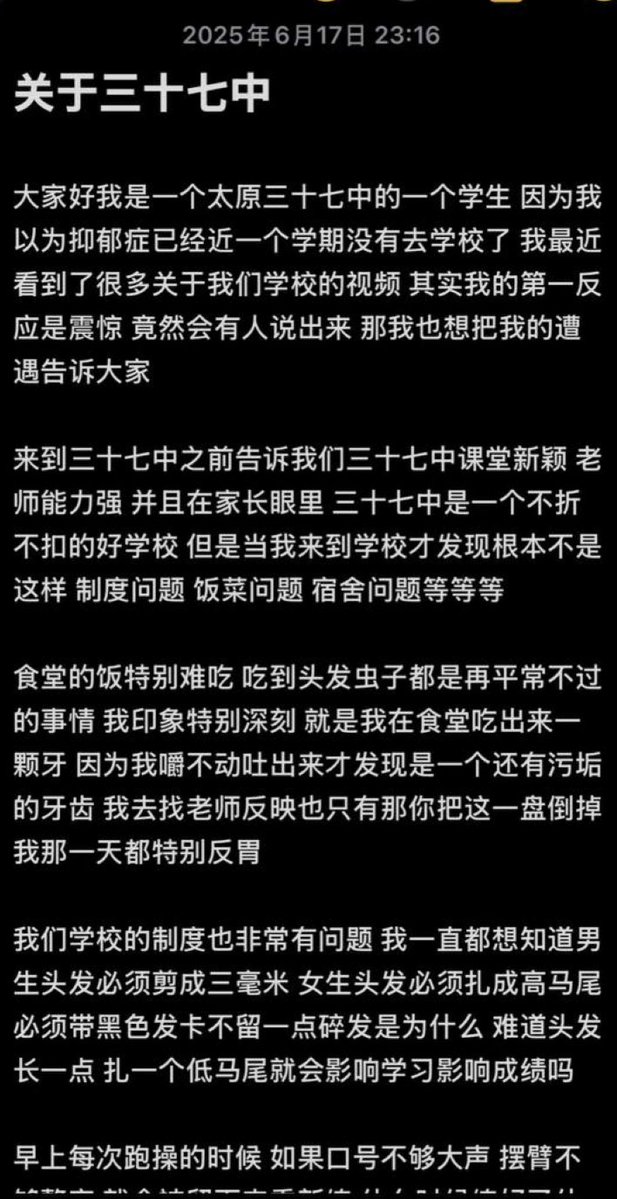 2025年6月17日 23:16
关于三十七中
大家好我是一个太原三十七中的一个学生 因为我
以为抑郁症已经近一个学期没有去学校了 我最近
看到了很多关于我们学校的视频 其实我的第一反
应是震惊 竟然会有人说出来 那我也想把我的遭
遇告诉大家
来到三十七中之前告诉我们三十七中课堂新颖 老
师能力强 并且在家长眼里 三十七中是一个不折
不扣的好学校 但是当我来到学校才发现根本不是
这样 制度问题 饭菜问题 宿舍问题等等等
食堂的饭特别难吃 吃到头发虫子都是再平常不过
的事情 我印象特别深刻 就是我在食堂吃出来一
颗牙 因为我嚼不动吐出来才发现是一个还有污垢
的牙齿 我去找老师反映也只有那你把这一盘倒掉
我那一天都特别反胃
我们学校的制度也非常有问题 我一直都想知道男
生头发必须剪成三毫米 女生头发必须扎成高马尾
必须带黑色发卡不留一点碎发是为什么 难道头发
长一点 扎一个低马尾就会影响学习影响成绩吗
早上每次跑操的时候 如果口号不够大声 摆臂不